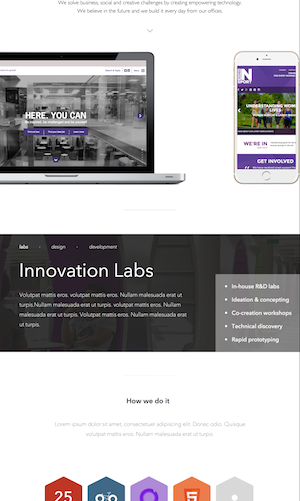 We solve business, social and creative challenges by creating empowering technology.
We believe in the future and we build it every day from our offices
HERE. YOU CAN
IN
SPORT
UNDERSTANDING WOMEN'S
LIVES
WE'RE IN
GET INVOLVED
labs • design • development
Innovation Labs
Volutpat mattis eros. volutpat mattis eros. Nullam malesuada erat ut
turpis.Nullam malesuada erat ut turpis. volutpat mattis eros. Nullam
malesuada erat ut turpis. Volutpat mattis eros. Nullam malesuada erat
ut turpis.
• In-house R&D labs
• Ideation & concepting
• Co-creation workshops
• Technical discovery
• Rapid prototyping
How we do it
Lorem ipsum dolor sit amet, consectetuer adipiscing elit. Donec odio. Quisque
volutpat mattis eros. Nullam malesuada erat ut turpis.
25
5